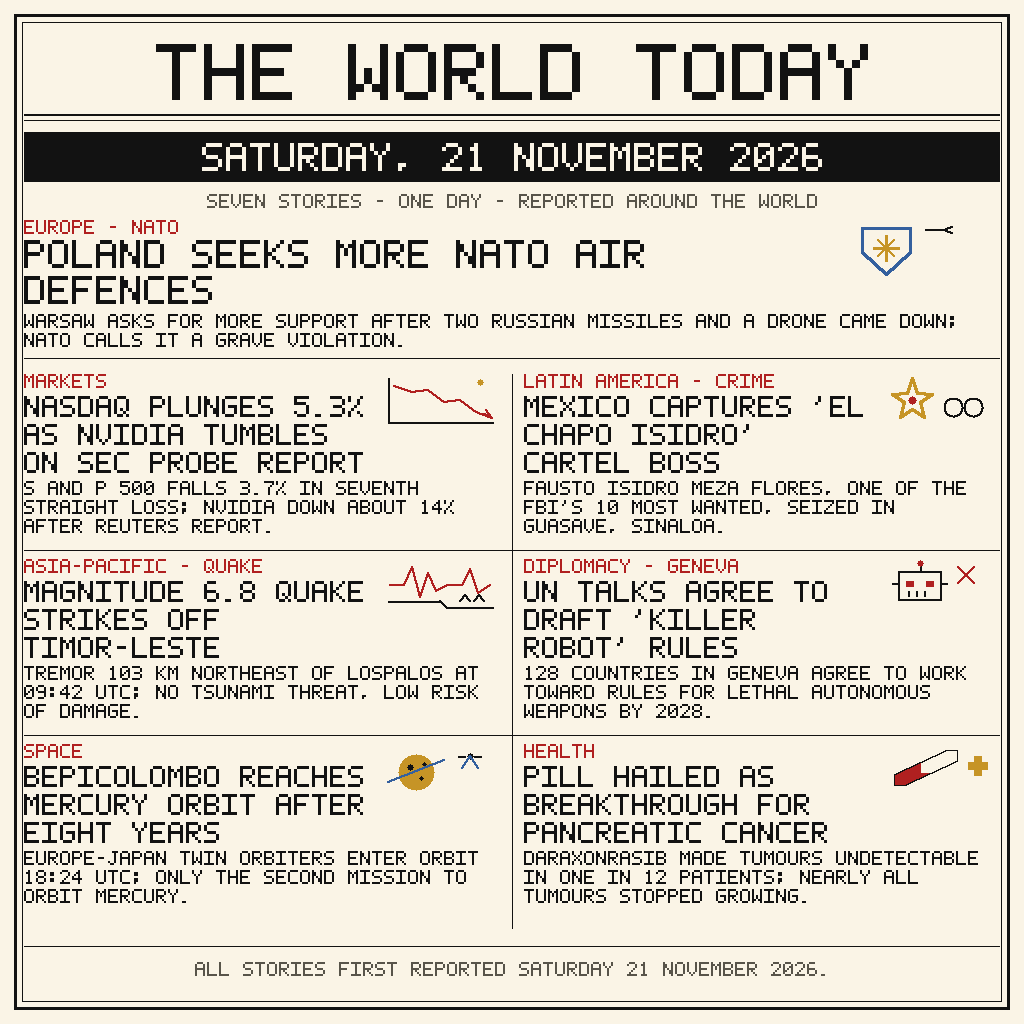 THE WORLD TODAY
SATURDAY, 21 NOVEMBER 2026
SEVEN STORIES - ONE DAY - REPORTED AROUND THE WORLD
EUROPE - NATO
POLAND SEEKS MORE NATO AIR
DEFENCES
WARSAW ASKS FOR MORE SUPPORT AFTER TWO RUSSIAN MISSILES AND A DRONE CAME DOWN;
NATO CALLS IT A GRAVE VIOLATION.
MARKETS
NASDAQ PLUNGES 5.3%
AS NVIDIA TUMBLES
ON SEC PROBE REPORT
S AND P 500 FALLS 3.7% IN SEVENTH
STRAIGHT LOSS; NVIDIA DOWN ABOUT 14%
AFTER REUTERS REPORT.
LATIN AMERICA - CRIME
MEXICO CAPTURES 'EL
CHAPO ISIDRO'
CARTEL BOSS
FAUSTO ISIDRO MEZA FLORES, ONE OF THE
FBI'S 10 MOST WANTED, SEIZED IN
GUASAVE, SINALOA.
ASIA-PACIFIC - QUAKE
MAGNITUDE 6.8 QUAKE
STRIKES OFF
TIMOR-LESTE
TREMOR 103 KM NORTHEAST OF LOSPALOS AT
09:42 UTC; NO TSUNAMI THREAT, LOW RISK
OF DAMAGE.
DIPLOMACY - GENEVA
UN TALKS AGREE TO
DRAFT 'KILLER
ROBOT' RULES
128 COUNTRIES IN GENEVA AGREE TO WORK
TOWARD RULES FOR LETHAL AUTONOMOUS
WEAPONS BY 2028.
SPACE
BEPICOLOMBO REACHES
MERCURY ORBIT AFTER
EIGHT YEARS
EUROPE-JAPAN TWIN ORBITERS ENTER ORBIT
18:24 UTC; ONLY THE SECOND MISSION TO
ORBIT MERCURY.
HEALTH
PILL HAILED AS
BREAKTHROUGH FOR
PANCREATIC CANCER
DARAXONRASIB MADE TUMOURS UNDETECTABLE
IN ONE IN 12 PATIENTS; NEARLY ALL
TUMOURS STOPPED GROWING.
ALL STORIES FIRST REPORTED SATURDAY 21 NOVEMBER 2026.